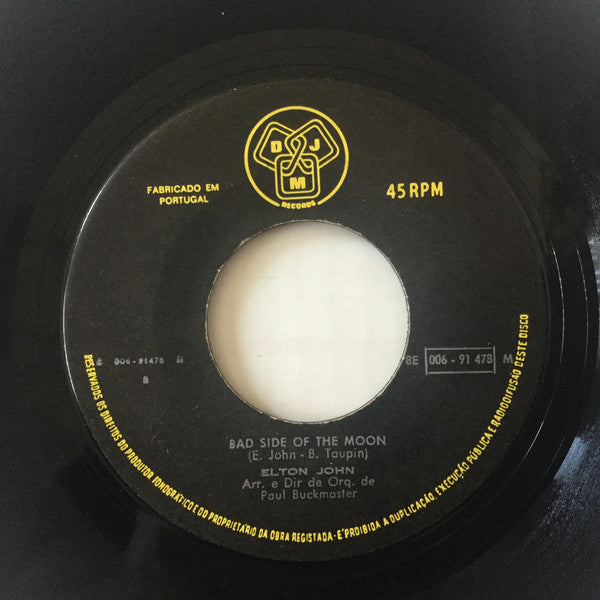 D J
M
RECORDS
FABRICADO EM
PORTUGAL
45 RPM
E 006-91478 M
B
8E 006-91 478 M
BAD SIDE OF THE MOON
(E. John - B. Taupin)
ELTON JOHN
Arr. e Dir de Orq. de
Paul Buckmaster
RESERVADOS OS DIREITOS DO PRODUTOR FONOGRÁFICO E DO PROPRIETÁRIO DA OBRA REGISTADA - É PROIBIDA A DUPLICAÇÃO, EXECUÇÃO PÚBLICA E RADIODIFUSÃO DESTE DISCO